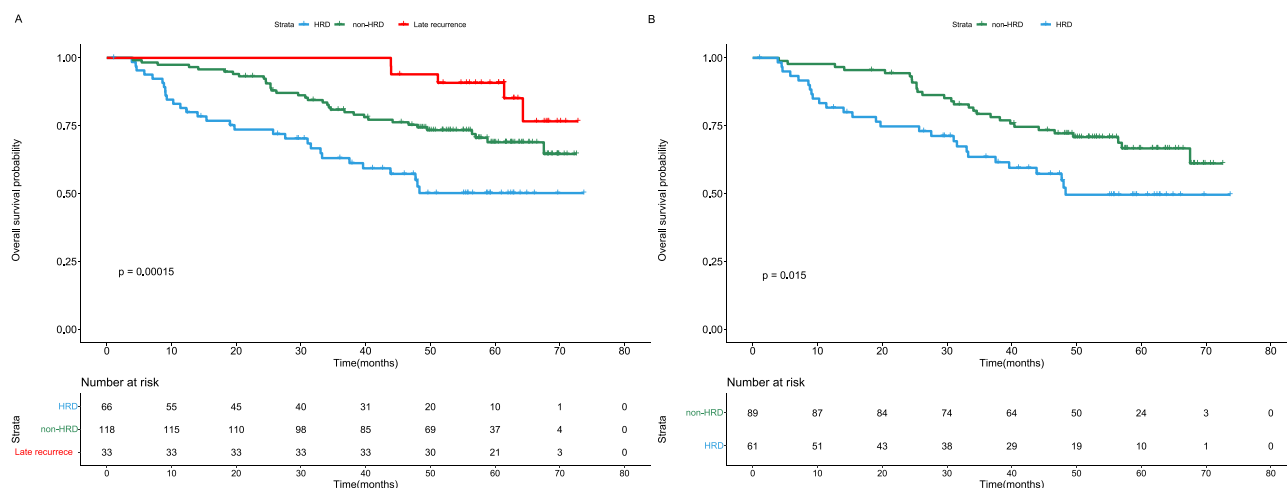 A
Strata HRD non-HRD Late recurrence
1.00
0.75
0.50
0.25
0.00
Overall survival probability
p = 0.00015
0 10 20 30 40 50 60 70 80
Time(months)
Number at risk
Strata
HRD 66 55 45 40 31 20 10 1 0
non-HRD 118 115 110 98 85 69 37 4 0
Late recurrece 33 33 33 33 33 30 21 3 0
0 10 20 30 40 50 60 70 80
Time(months)
B
Strata non-HRD HRD
1.00
0.75
0.50
0.25
0.00
Overall survival probability
p = 0.015
0 10 20 30 40 50 60 70 80
Time(months)
Number at risk
Strata
non-HRD 89 87 84 74 64 50 24 3 0
HRD 61 51 43 38 29 19 10 1 0
0 10 20 30 40 50 60 70 80
Time(months)